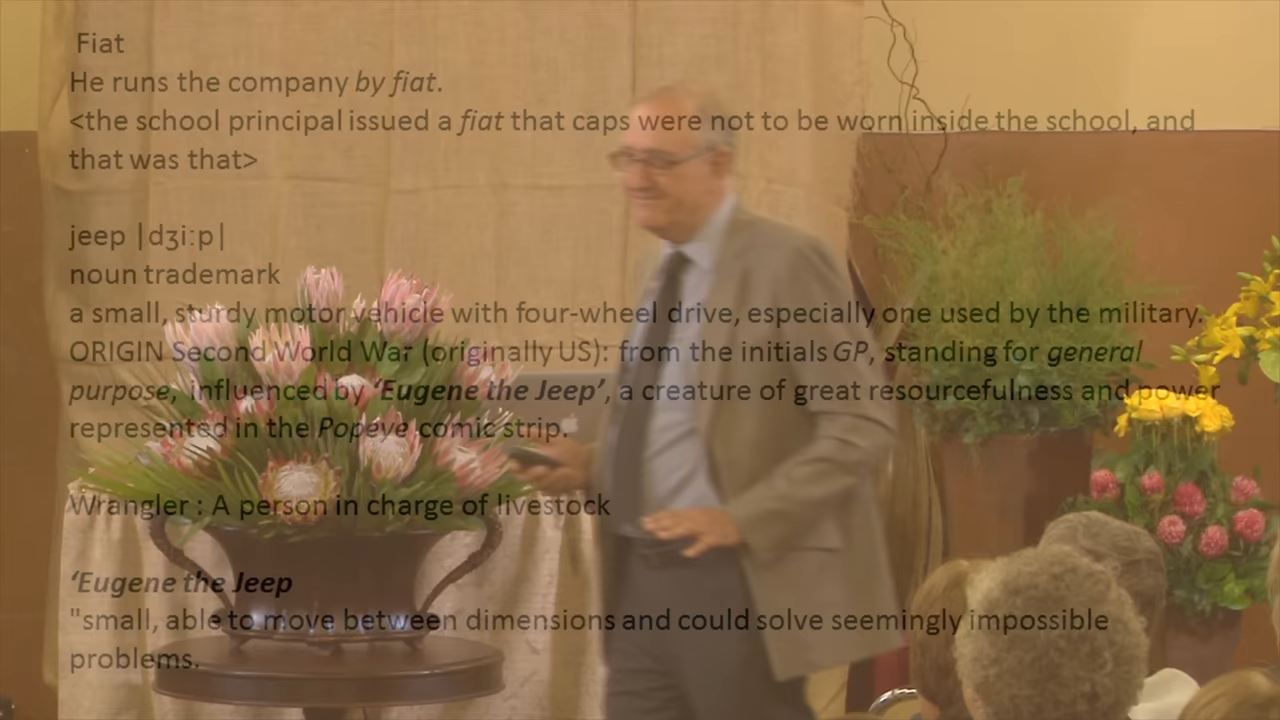 Fiat
He runs the company by fiat.
<the school principal issued a fiat that caps were not to be worn inside the school, and
that was that>
jeep |dʒiːp|
noun trademark
a small, sturdy motor vehicle with four-wheel drive, especially one used by the military.
ORIGIN Second World War (originally US): from the initials GP, standing for general
purpose, influenced by ‘Eugene the Jeep’, a creature of great resourcefulness and power
represented in the Popeye comic strip.
Wrangler : A person in charge of livestock
‘Eugene the Jeep
"small, able to move between dimensions and could solve seemingly impossible
problems.